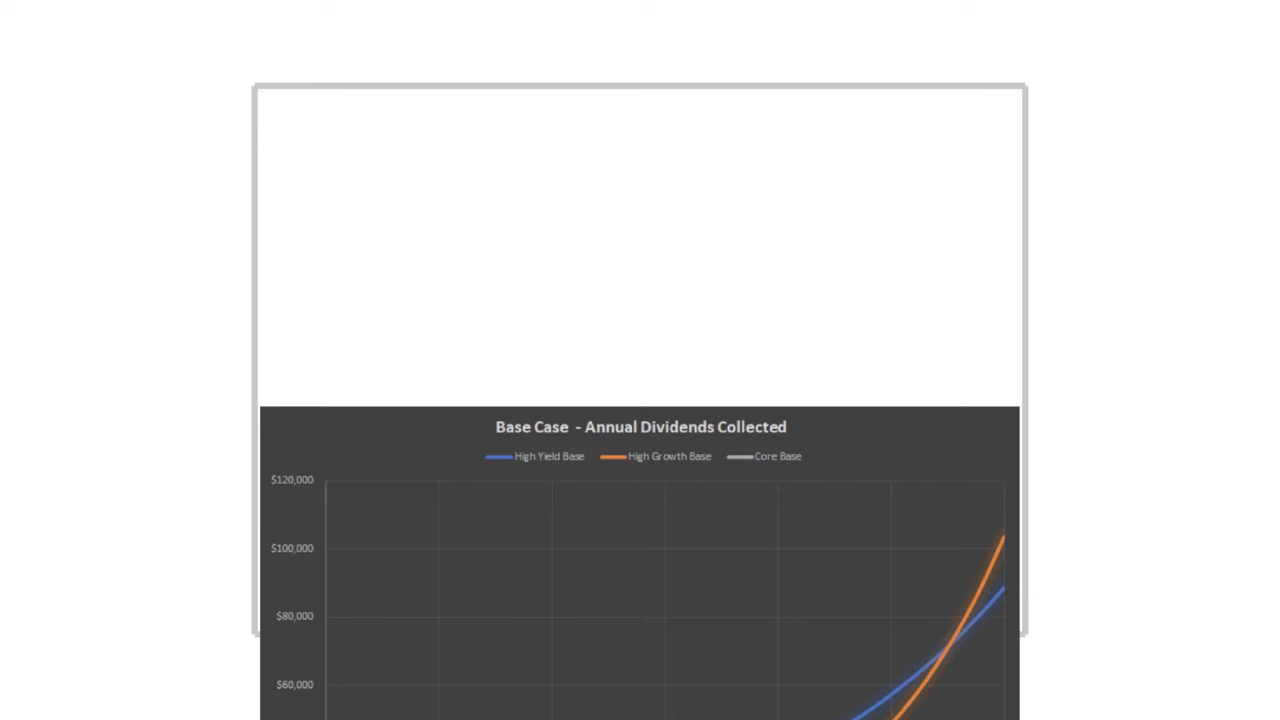 Base Case - Annual Dividends Collected
High Yield Base High Growth Base Core Base
$120,000
$100,000
$80,000
$60,000